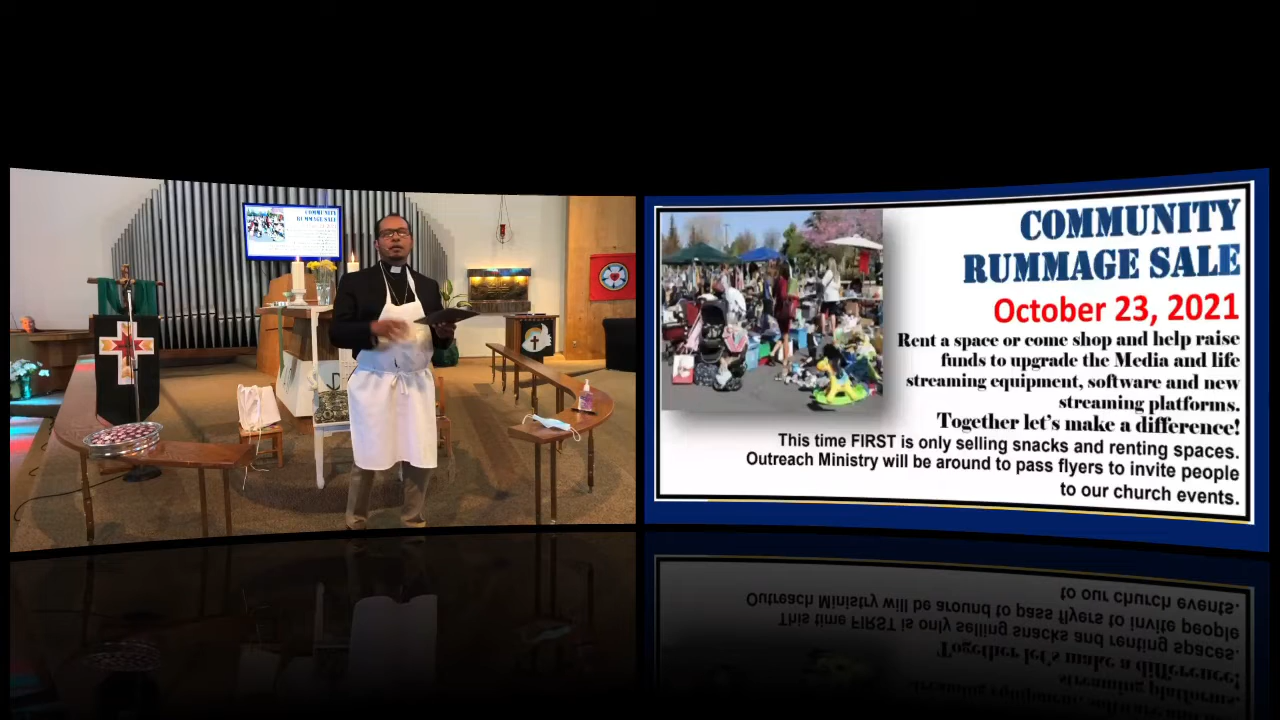 COMMUNITY
RUMMAGE SALE
COMMUNITY
RUMMAGE SALE
October 23, 2021
Rent a space or come shop and help raise
funds to upgrade the Media and life
streaming equipment, software and new
streaming platforms.
Together let's make a difference!
This time FIRST is only selling snacks and renting spaces.
Outreach Ministry will be around to pass flyers to invite people
to our church events.